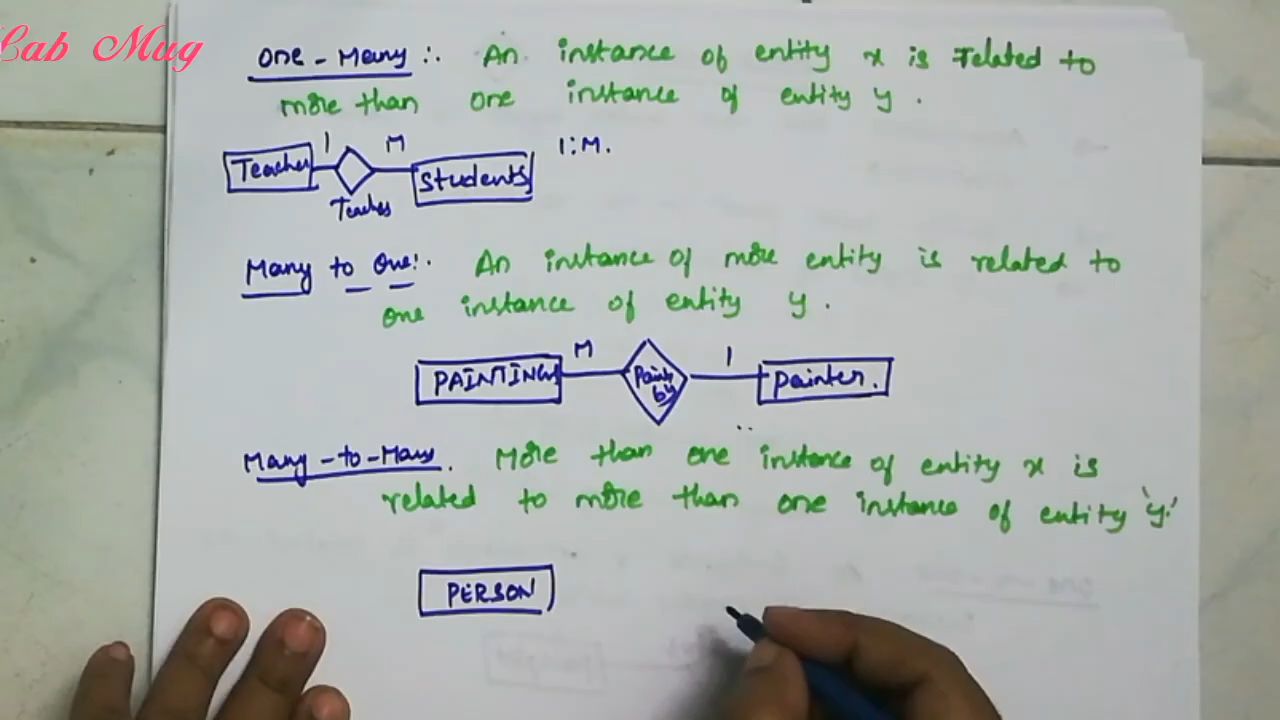 Lab Mug
One - Many :. An instance of entity x is related to
more than one instance of entity y .
1 M 1:M.
Teacher Students
Teaches
Many to One:. An instance of more entity is related to
one instance of entity y .
M 1
PAINTING Painter.
by
Many-to-Many. More than one instance of entity x is
related to more than one instance of entity 'y.'
PERSON